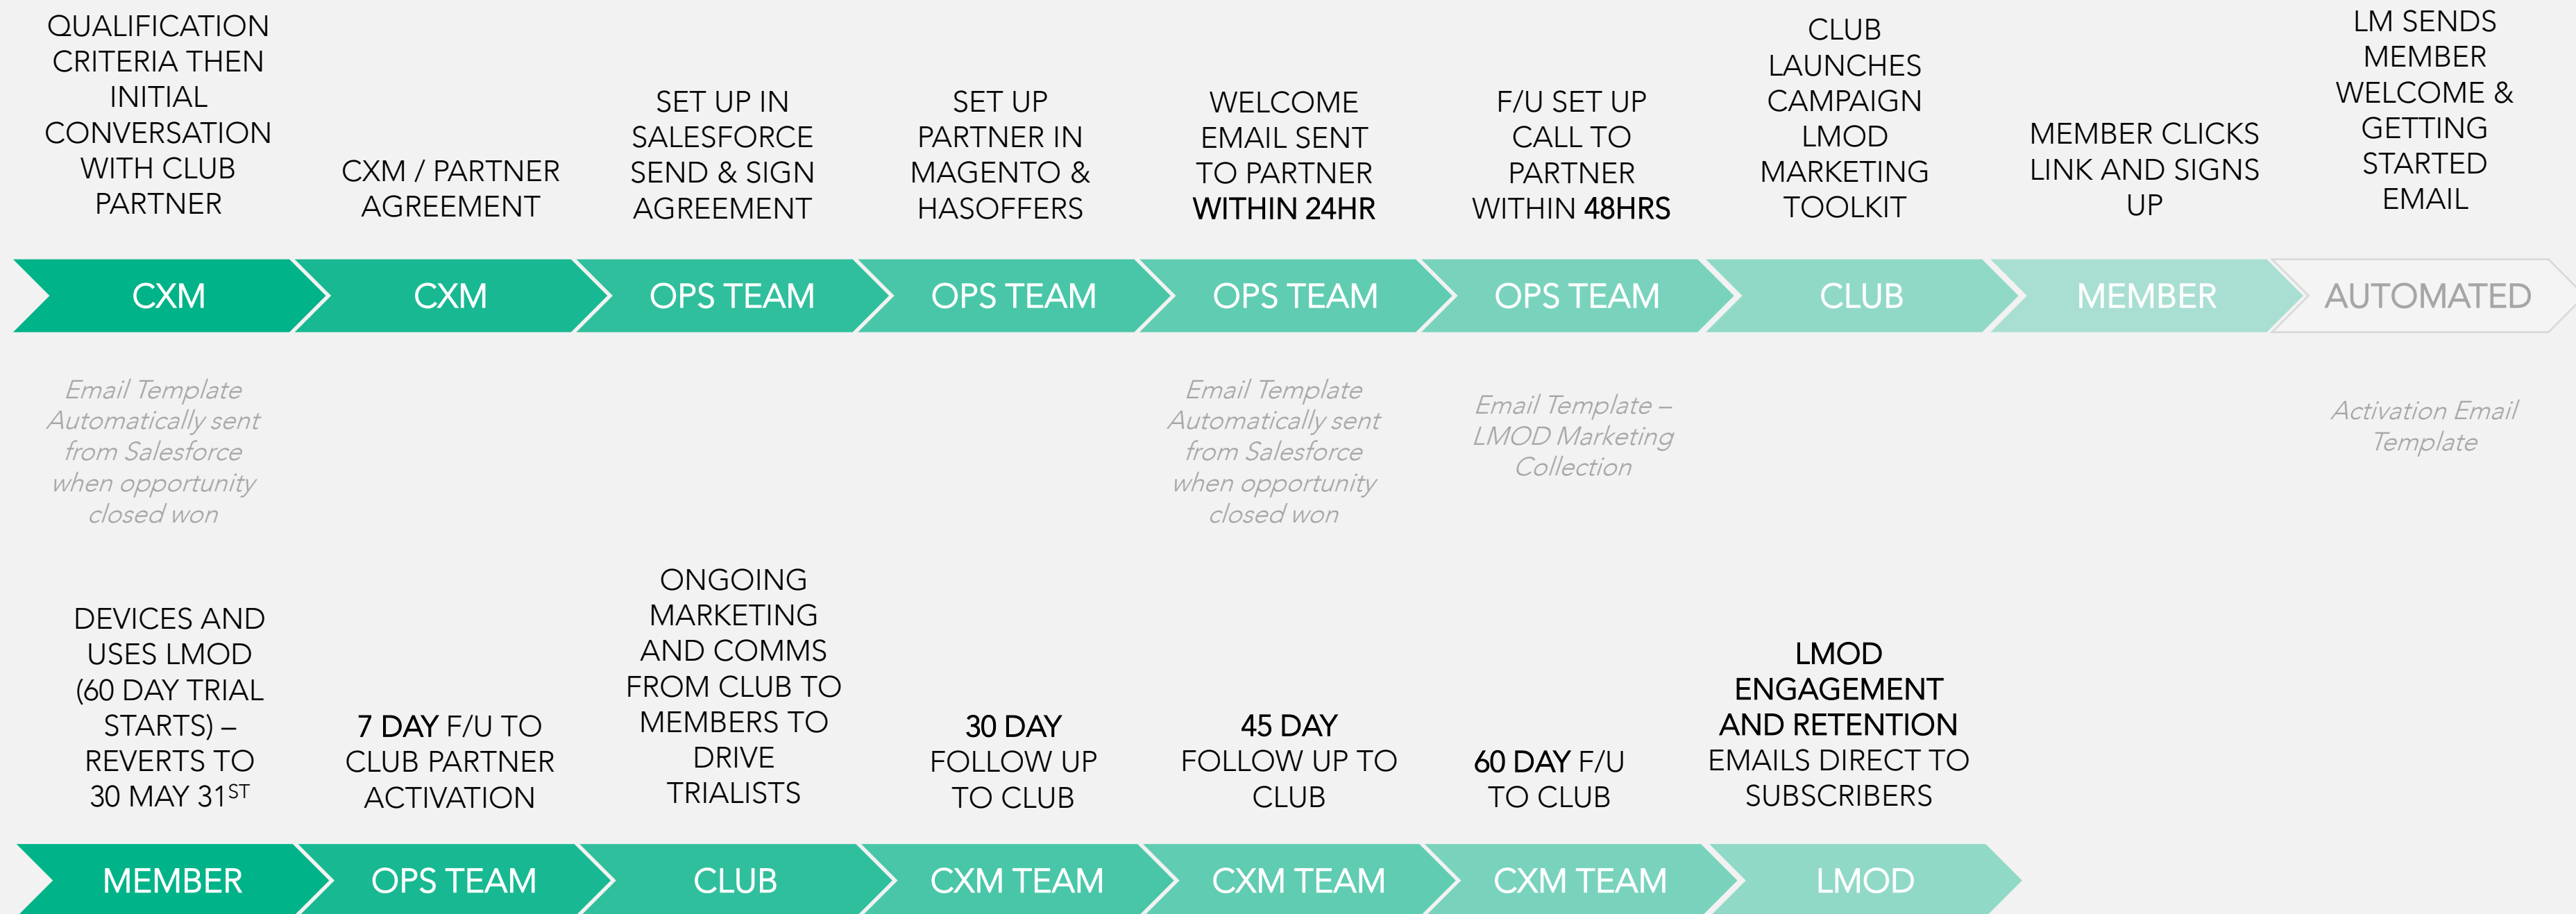 QUALIFICATION
CRITERIA THEN
INITIAL
CONVERSATION
WITH CLUB
PARTNER
CXM / PARTNER
AGREEMENT
SET UP IN
SALESFORCE
SEND & SIGN
AGREEMENT
SET UP
PARTNER IN
MAGENTO &
HASOFFERS
WELCOME
EMAIL SENT
TO PARTNER
WITHIN 24HR
F/U SET UP
CALL TO
PARTNER
WITHIN 48HRS
CLUB
LAUNCHES
CAMPAIGN
LMOD
MARKETING
TOOLKIT
MEMBER CLICKS
LINK AND SIGNS
UP
LM SENDS
MEMBER
WELCOME &
GETTING
STARTED
EMAIL
CXM
CXM
OPS TEAM
OPS TEAM
OPS TEAM
OPS TEAM
CLUB
MEMBER
AUTOMATED
Email Template
Automatically sent
from Salesforce
when opportunity
closed won
Email Template
Automatically sent
from Salesforce
when opportunity
closed won
Email Template –
LMOD Marketing
Collection
Activation Email
Template
DEVICES AND
USES LMOD
(60 DAY TRIAL
STARTS) –
REVERTS TO
30 MAY 31ST
7 DAY F/U TO
CLUB PARTNER
ACTIVATION
ONGOING
MARKETING
AND COMMS
FROM CLUB TO
MEMBERS TO
DRIVE
TRIALISTS
30 DAY
FOLLOW UP
TO CLUB
45 DAY
FOLLOW UP TO
CLUB
60 DAY F/U
TO CLUB
LMOD
ENGAGEMENT
AND RETENTION
EMAILS DIRECT TO
SUBSCRIBERS
MEMBER
OPS TEAM
CLUB
CXM TEAM
CXM TEAM
CXM TEAM
LMOD